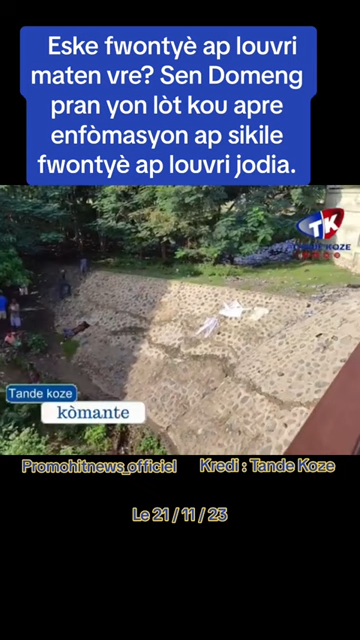 Eske fwontyè ap louvri
maten vre? Sen Domeng
pran yon lòt kou apre
enfòmasyon ap sikile
fwontyè ap louvri jodia.
TK
TANDE KOZE
Tande koze
kòmante
Promohitnews_officiel Kredi : Tande Koze
Le 21 / 11 / 23